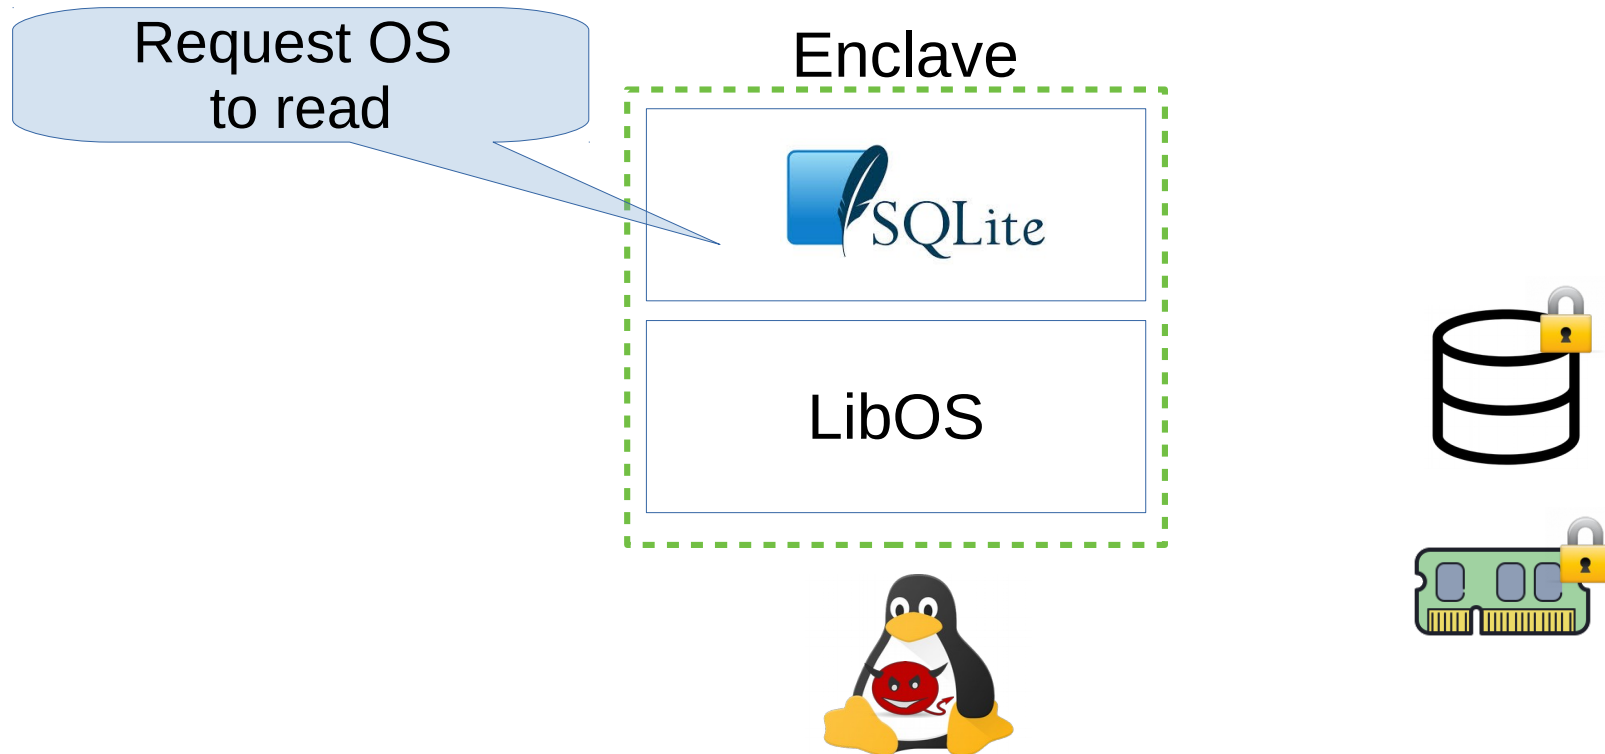 Request OS
to read
Enclave
SQLite
LibOS